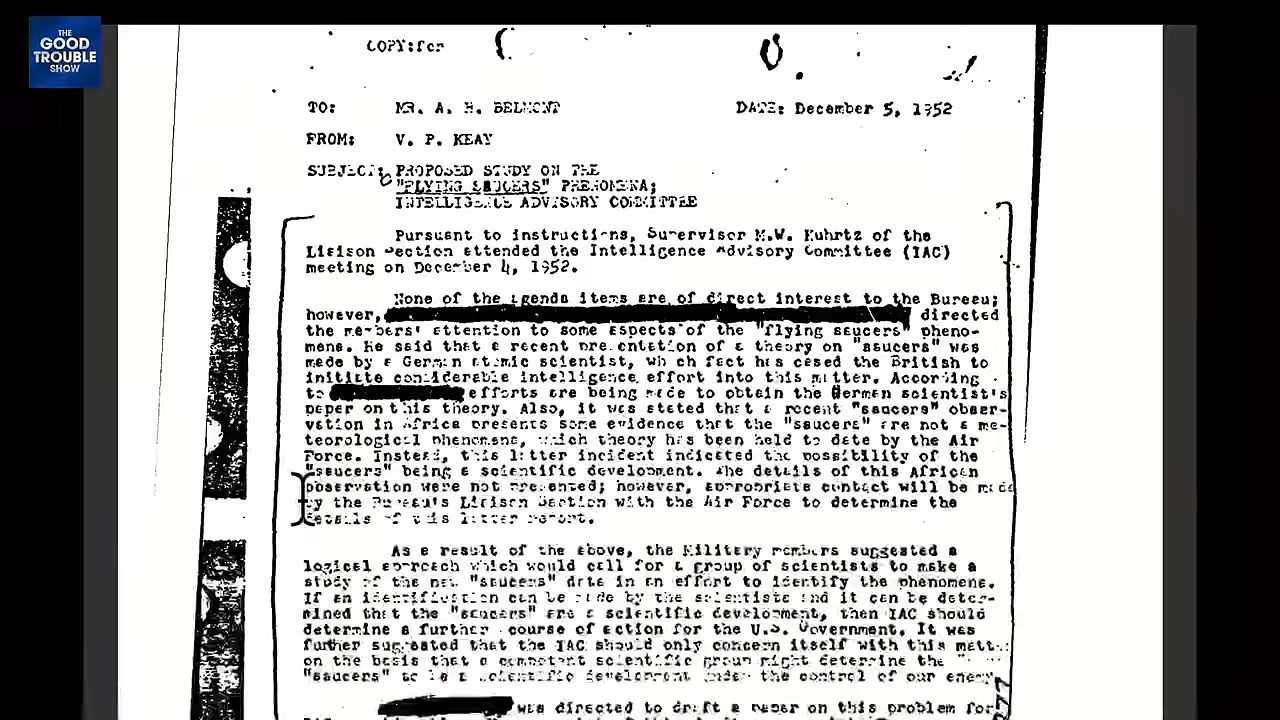 THE
GOOD
TROUBLE
SHOW
COPY:fer
TO: MR. A. H. BELMONT DATE: December 5, 1952
FROM: V. P. KEAY
SUBJECT: PROPOSED STUDY ON THE
"FLYING SAUCERS" PHENOMENA;
INTELLIGENCE ADVISORY COMMITTEE
Pursuant to instructions, Supervisor M.W. Kuhrtz of the
Liaison Section attended the Intelligence Advisory Committee (IAC)
meeting on December 4, 1952.
None of the agenda items are of direct interest to the Bureau;
however, directed
the members' attention to some aspects of the "flying saucers" pheno-
mena. He said that a recent presentation of a theory on "saucers" was
made by a German atomic scientist, which fact has cased the British to
initiate considerable intelligence effort into this matter. According
to efforts are being made to obtain the German scientist's
paper on this theory. Also, it was stated that a recent "saucers" obser-
vation in Africa presents some evidence that the "saucers" are not a me-
teorological phenomena, which theory has been held to date by the Air
Force. Instead, this latter incident indicated the possibility of the
"saucers" being a scientific development. The details of this African
observation were not presented; however, appropriate contact will be made
by the Bureau's Liaison Section with the Air Force to determine the
details of this latter report.
As a result of the above, the Military members suggested a
logical approach which would call for a group of scientists to make a
study of the "saucers" data in an effort to identify the phenomena.
If an identification can be made by the scientists and it can be deter-
mined that the "saucers" are a scientific development, then IAC should
determine a further course of action for the U.S. Government. It was
further suggested that the IAC should only concern itself with this matter
on the basis that a competent scientific group might determine the
"saucers" to be a scientific development under the control of our enemy
was directed to draft a paper on this problem for